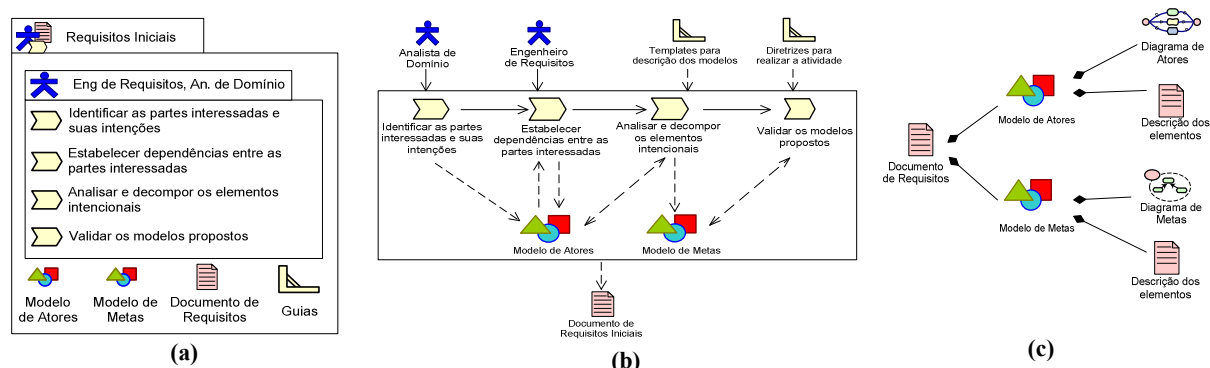 Requisitos Iniciais
Eng de Requisitos, An. de Domínio
Identificar as partes interessadas e
suas intenções
Estabelecer dependências entre as
partes interessadas
Analisar e decompor os elementos
intencionais
Validar os modelos propostos
Modelo
de Atores
Modelo de
Metas
Documento de
Requisitos
Guias
(a)
Analista de
Domínio
Engenheiro
de Requisitos
Templates para
descrição dos modelos
Diretrizes para
realizar a atividade
Identificar as partes
interessadas e suas
intenções
Estabelecer
dependências entre as
partes interessadas
Analisar e decompor
os elementos
intencionais
Validar os modelos
propostos
Modelo de Atores
Modelo de Metas
Documento de
Requisitos Iniciais
(b)
Diagrama de
Atores
Modelo de Atores
Descrição dos
elementos
Documento
de Requisitos
Diagrama de
Metas
Modelo de Metas
Descrição dos
elementos
(c)